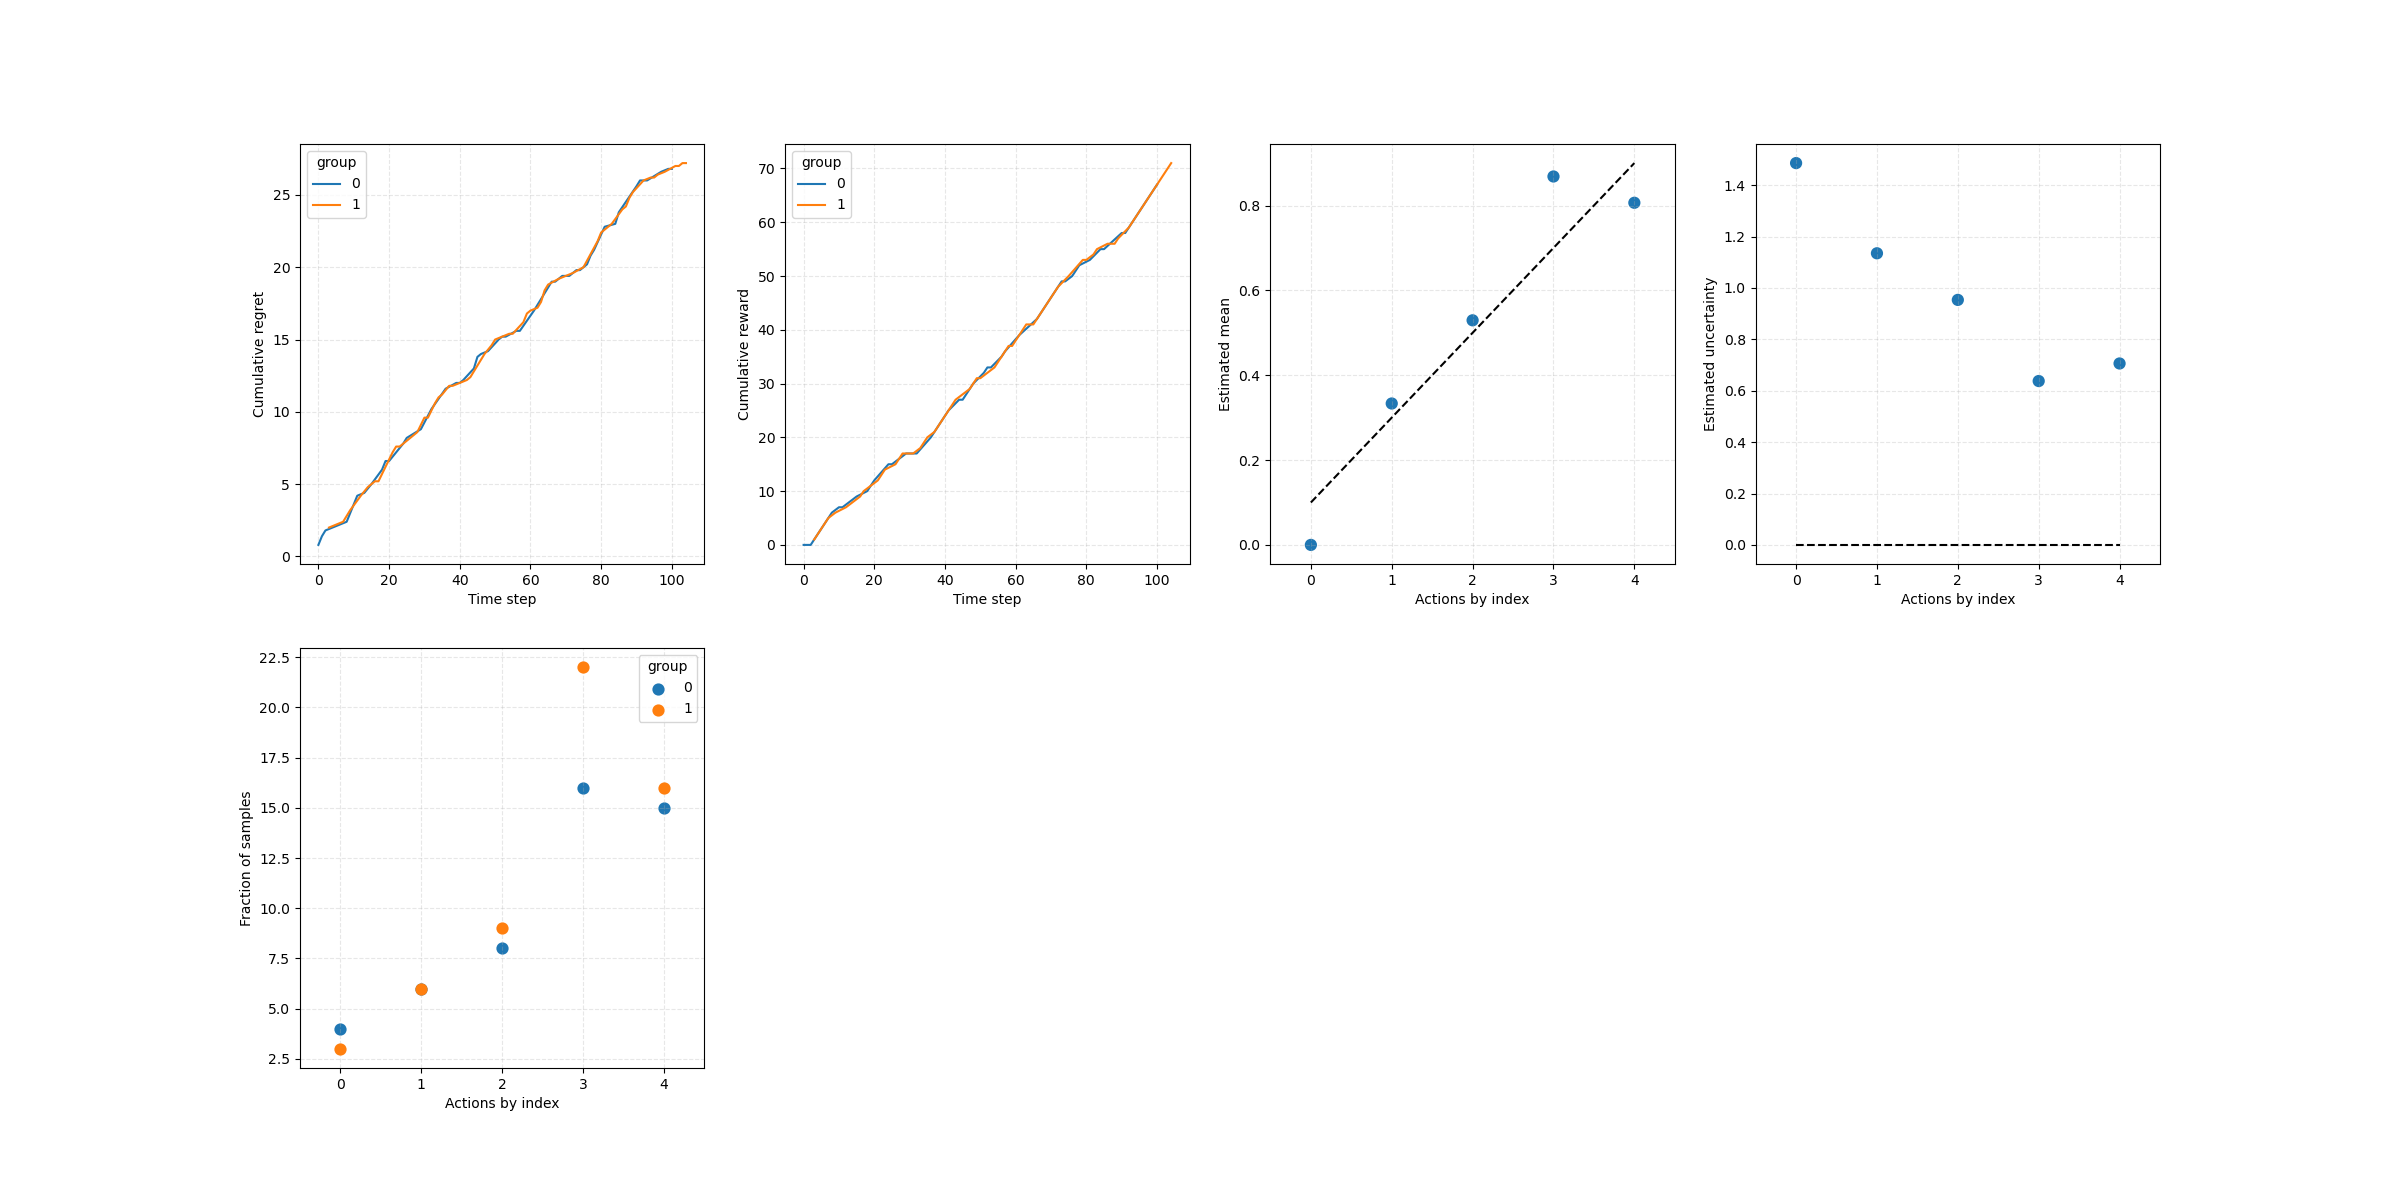 group
0
1
25
20
15
10
5
0
Cumulative regret
0 20 40 60 80 100
Time step
group
0
1
70
60
50
40
30
20
10
0
Cumulative reward
0 20 40 60 80 100
Time step
0.8
0.6
0.4
0.2
0.0
Estimated mean
0 1 2 3 4
Actions by index
1.4
1.2
1.0
0.8
0.6
0.4
0.2
0.0
Estimated uncertainty
0 1 2 3 4
Actions by index
group
0
1
22.5
20.0
17.5
15.0
12.5
10.0
7.5
5.0
2.5
Fraction of samples
0 1 2 3 4
Actions by index